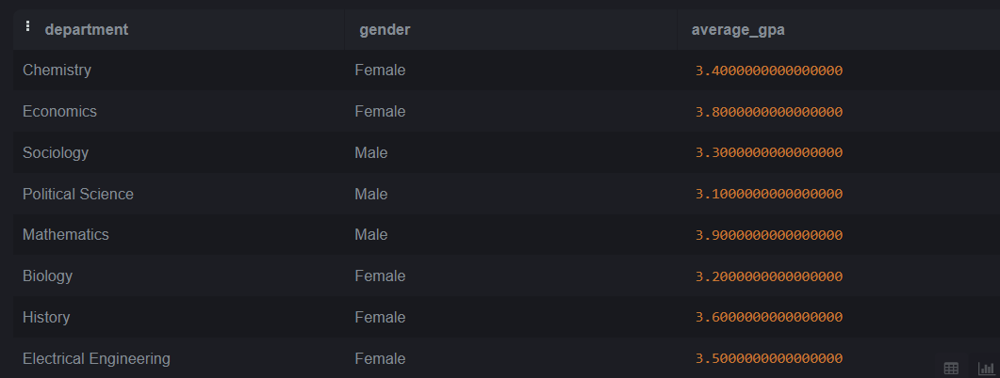 department gender average_gpa
Chemistry Female 3.4000000000000000
Economics Female 3.8000000000000000
Sociology Male 3.3000000000000000
Political Science Male 3.1000000000000000
Mathematics Male 3.9000000000000000
Biology Female 3.2000000000000000
History Female 3.6000000000000000
Electrical Engineering Female 3.5000000000000000